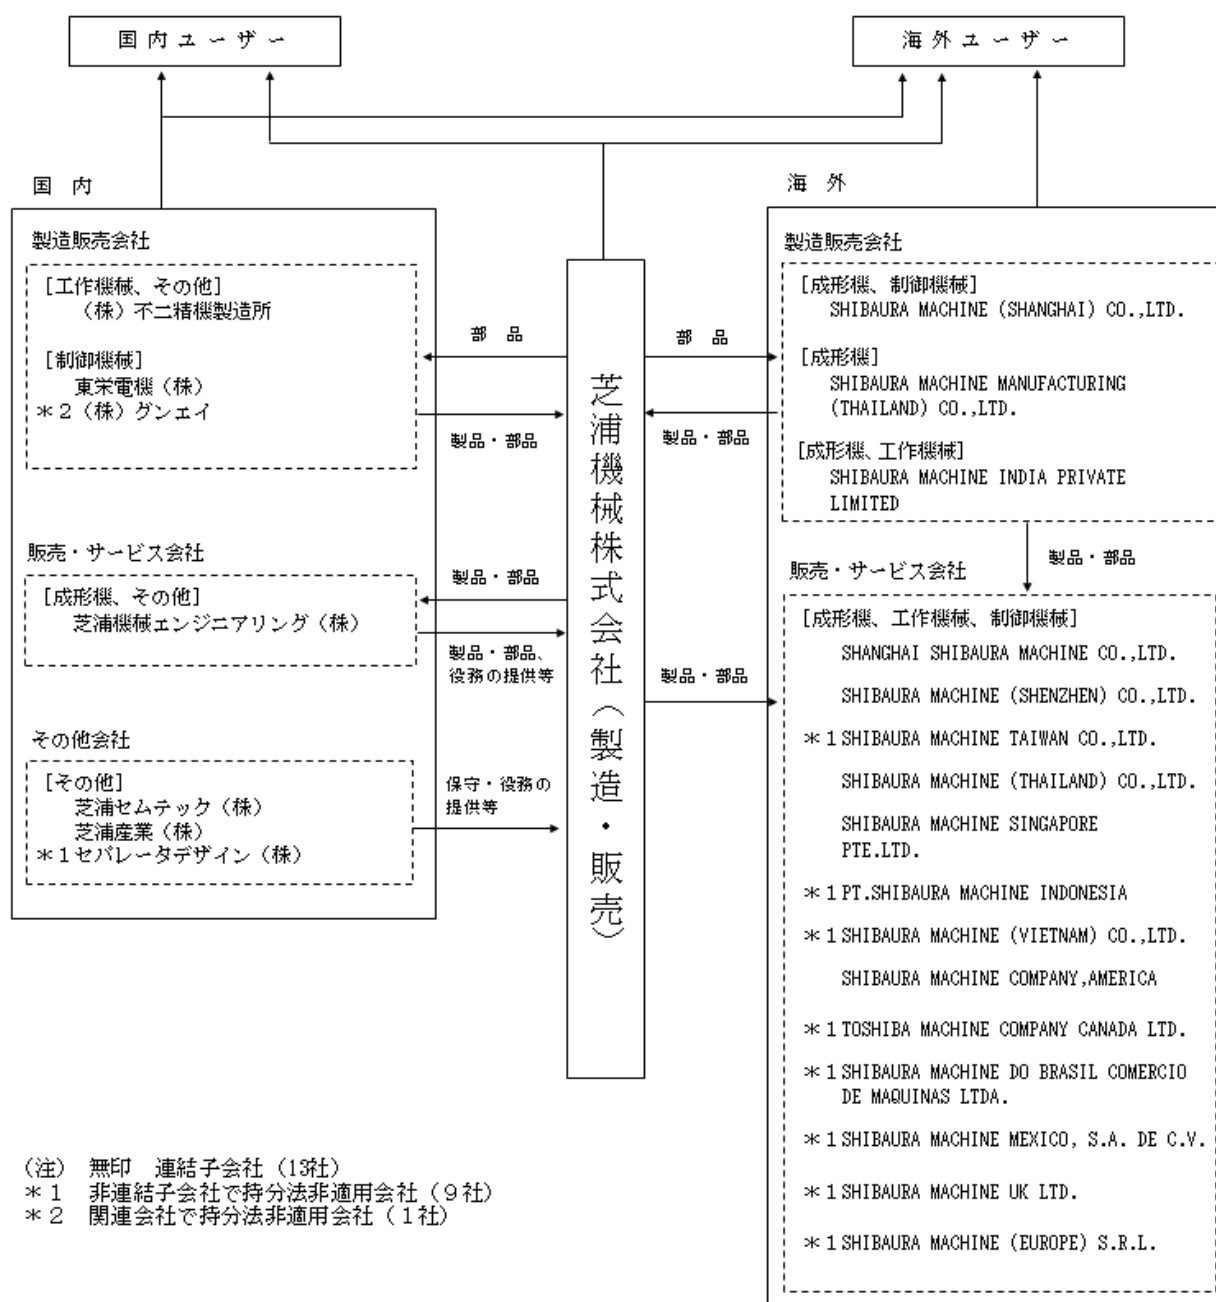 国内ユーザー
海外ユーザー
国内
製造販売会社
[工作機械、その他]
(株)不二精機製造所
[制御機械]
東栄電機(株)
*2(株)グンエイ
販売・サービス会社
[成形機、その他]
芝浦機械エンジニアリング(株)
その他会社
[その他]
芝浦セムテック(株)
芝浦産業(株)
*1セパレータデザイン(株)
部品
製品・部品
製品・部品
製品・部品、
役務の提供等
保守・役務の
提供等
芝浦機械株式会社(製造・販売)
部品
製品・部品
製品・部品
海外
製造販売会社
[成形機、制御機械]
SHIBAURA MACHINE (SHANGHAI) CO.,LTD.
[成形機]
SHIBAURA MACHINE MANUFACTURING
(THAILAND) CO.,LTD.
[成形機、工作機械]
SHIBAURA MACHINE INDIA PRIVATE
LIMITED
製品・部品
販売・サービス会社
[成形機、工作機械、制御機械]
SHANGHAI SHIBAURA MACHINE CO.,LTD.
SHIBAURA MACHINE (SHENZHEN) CO.,LTD.
*1SHIBAURA MACHINE TAIWAN CO.,LTD.
SHIBAURA MACHINE (THAILAND) CO.,LTD.
SHIBAURA MACHINE SINGAPORE
PTE.LTD.
*1PT.SHIBAURA MACHINE INDONESIA
*1SHIBAURA MACHINE (VIETNAM) CO.,LTD.
SHIBAURA MACHINE COMPANY,AMERICA
*1TOSHIBA MACHINE COMPANY CANADA LTD.
*1SHIBAURA MACHINE DO BRASIL COMERCIO
DE MAQUINAS LTDA.
*1SHIBAURA MACHINE MEXICO, S.A. DE C.V.
*1SHIBAURA MACHINE UK LTD.
*1SHIBAURA MACHINE (EUROPE) S.R.L.
(注) 無印 連結子会社(13社)
*1 非連結子会社で持分法非適用会社(9社)
*2 関連会社で持分法非適用会社(1社)